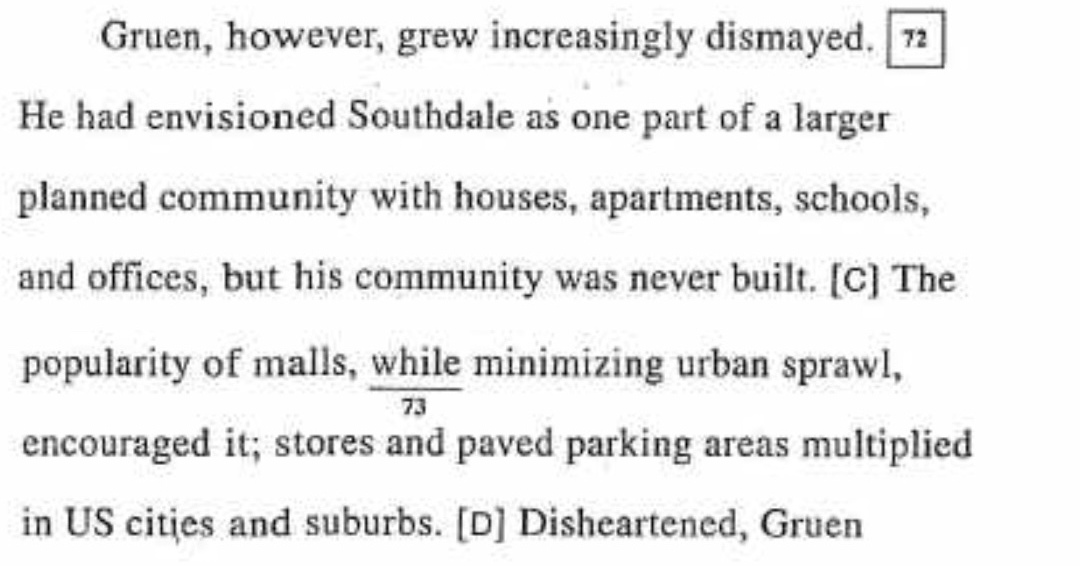 Gruen, however, grew increasingly dismayed. 72
He had envisioned Southdale as one part of a larger
planned community with houses, apartments, schools,
and offices, but his community was never built. [C] The
popularity of malls, while minimizing urban sprawl,
73
encouraged it; stores and paved parking areas multiplied
in US cities and suburbs. [D] Disheartened, Gruen